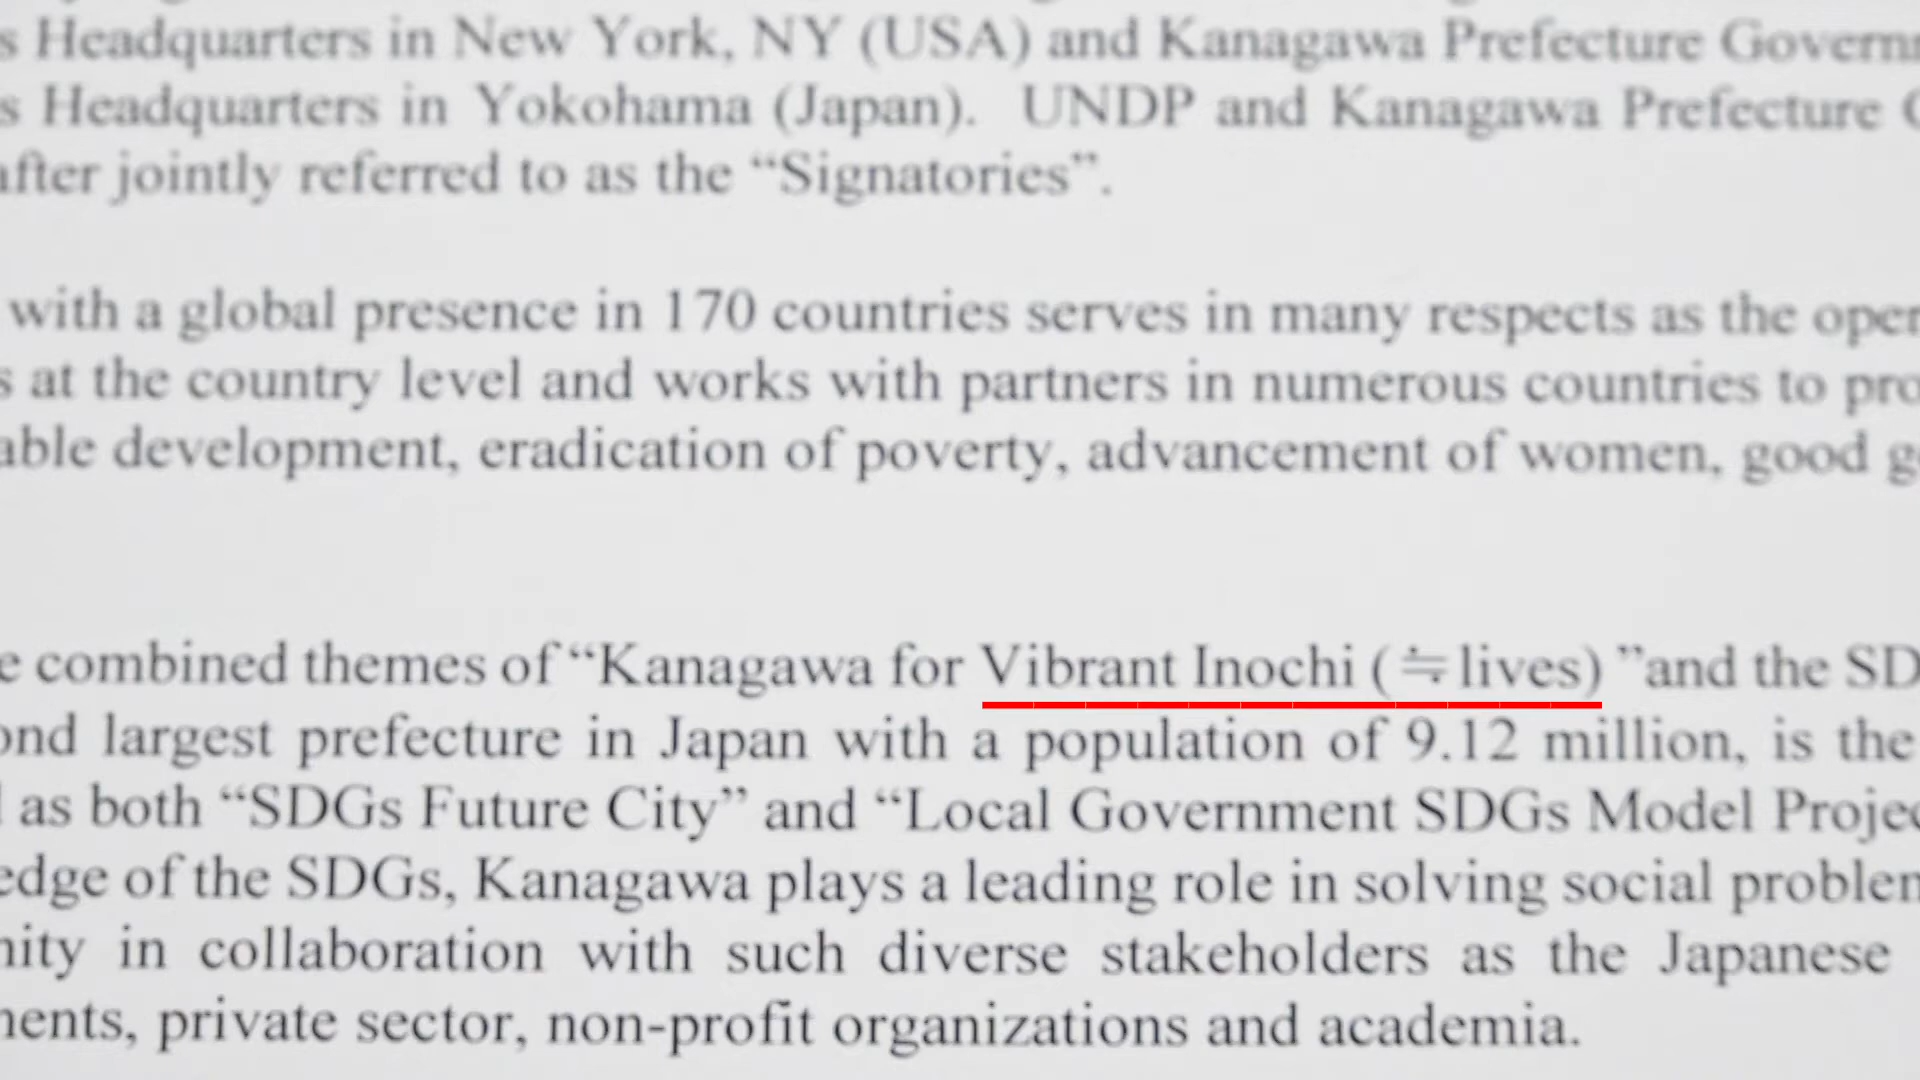 s Headquarters in New York, NY (USA) and Kanagawa Prefecture
s Headquarters in Yokohama (Japan). UNDP and Kanagawa Prefecture
after jointly referred to as the “Signatories”.
with a global presence in 170 countries serves in many respects as the
s at the country level and works with partners in numerous countries to
able development, eradication of poverty, advancement of women, good
e combined themes of “Kanagawa for Vibrant Inochi (≒lives) ”and the SD
ond largest prefecture in Japan with a population of 9.12 million, is the
as both “SDGs Future City” and “Local Government SDGs Model
edge of the SDGs, Kanagawa plays a leading role in solving social
nity in collaboration with such diverse stakeholders as the Japanese
ments, private sector, non-profit organizations and academia.